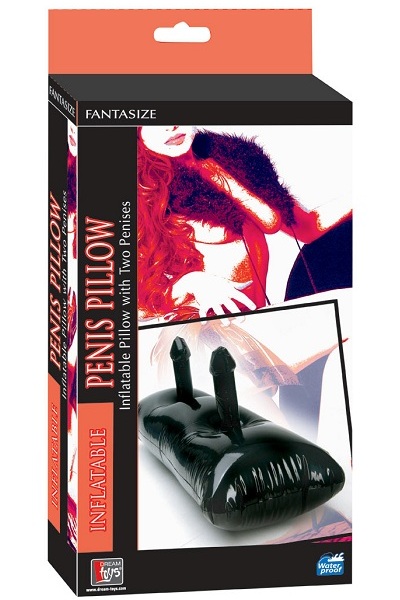 FANTASIZE
INFLATABLE PENIS PILLOW
Inflatable Pillow with Two Penises
INFLATABLE PENIS PILLOW
Inflatable Pillow with Two Penises
DREAM
toys
www.dream-toys.com
Water
proof